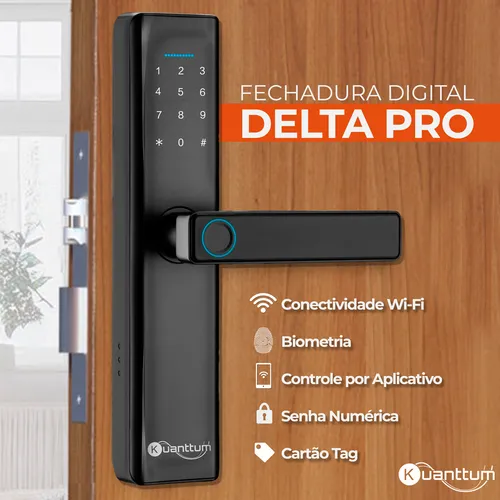 1 2 3
4 5 6
7 8 9
* 0 #
FECHADURA DIGITAL
DELTA PRO
Conectividade Wi-Fi
Biometria
Controle por Aplicativo
Senha Numérica
Cartão Tag
Kuanttum
Kuanttum